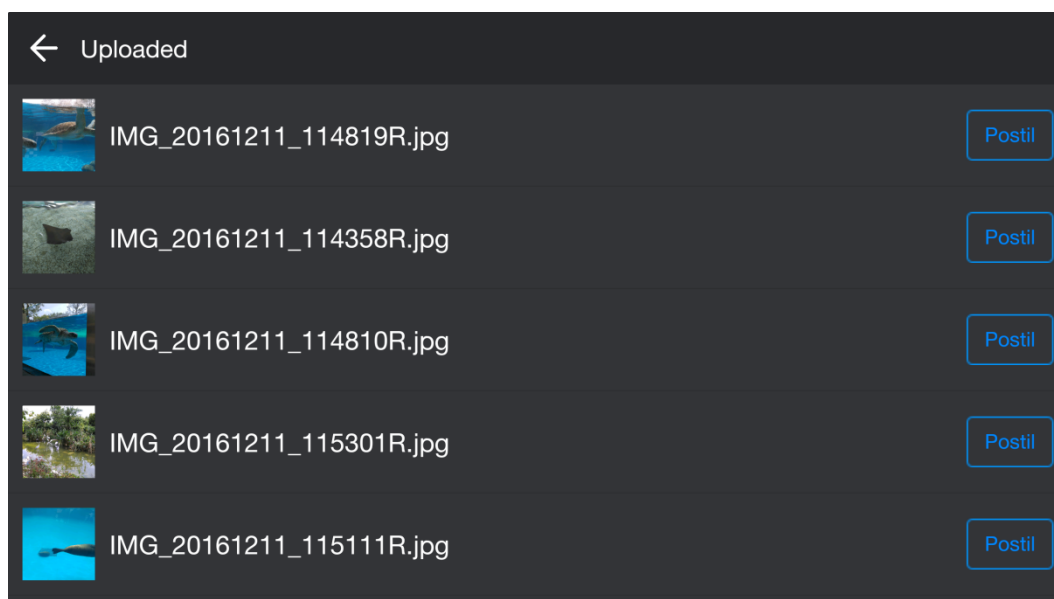 Uploaded
IMG_20161211_114819R.jpg Postil
IMG_20161211_114358R.jpg Postil
IMG_20161211_114810R.jpg Postil
IMG_20161211_115301R.jpg Postil
IMG_20161211_115111R.jpg Postil